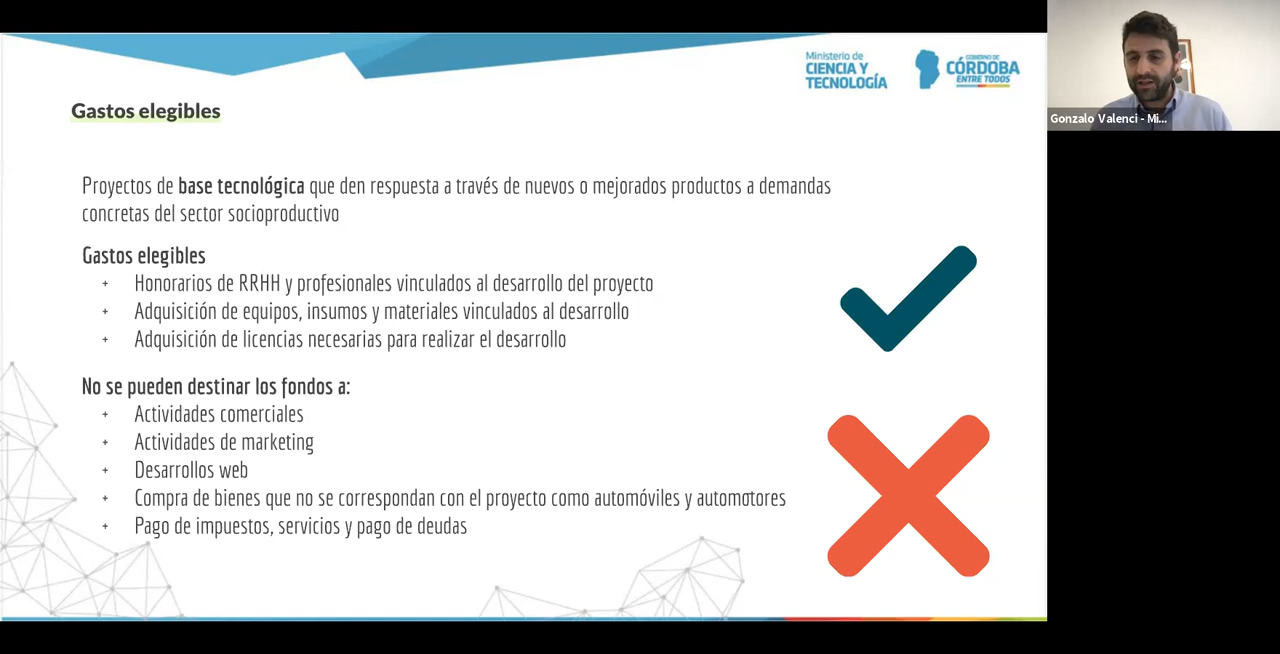 Ministerio de
CIENCIA Y
TECNOLOGÍA
GOBIERNO DE
CÓRDOBA
ENTRE TODOS
Gonzalo Valenci - Mi...
Gastos elegibles
Proyectos de base tecnológica que den respuesta a través de nuevos o mejorados productos a demandas
concretas del sector socioproductivo
Gastos elegibles
+ Honorarios de RRHH y profesionales vinculados al desarrollo del proyecto
+ Adquisición de equipos, insumos y materiales vinculados al desarrollo
+ Adquisición de licencias necesarias para realizar el desarrollo
No se pueden destinar los fondos a:
+ Actividades comerciales
+ Actividades de marketing
+ Desarrollos web
+ Compra de bienes que no se correspondan con el proyecto como automóviles y automotores
+ Pago de impuestos, servicios y pago de deudas